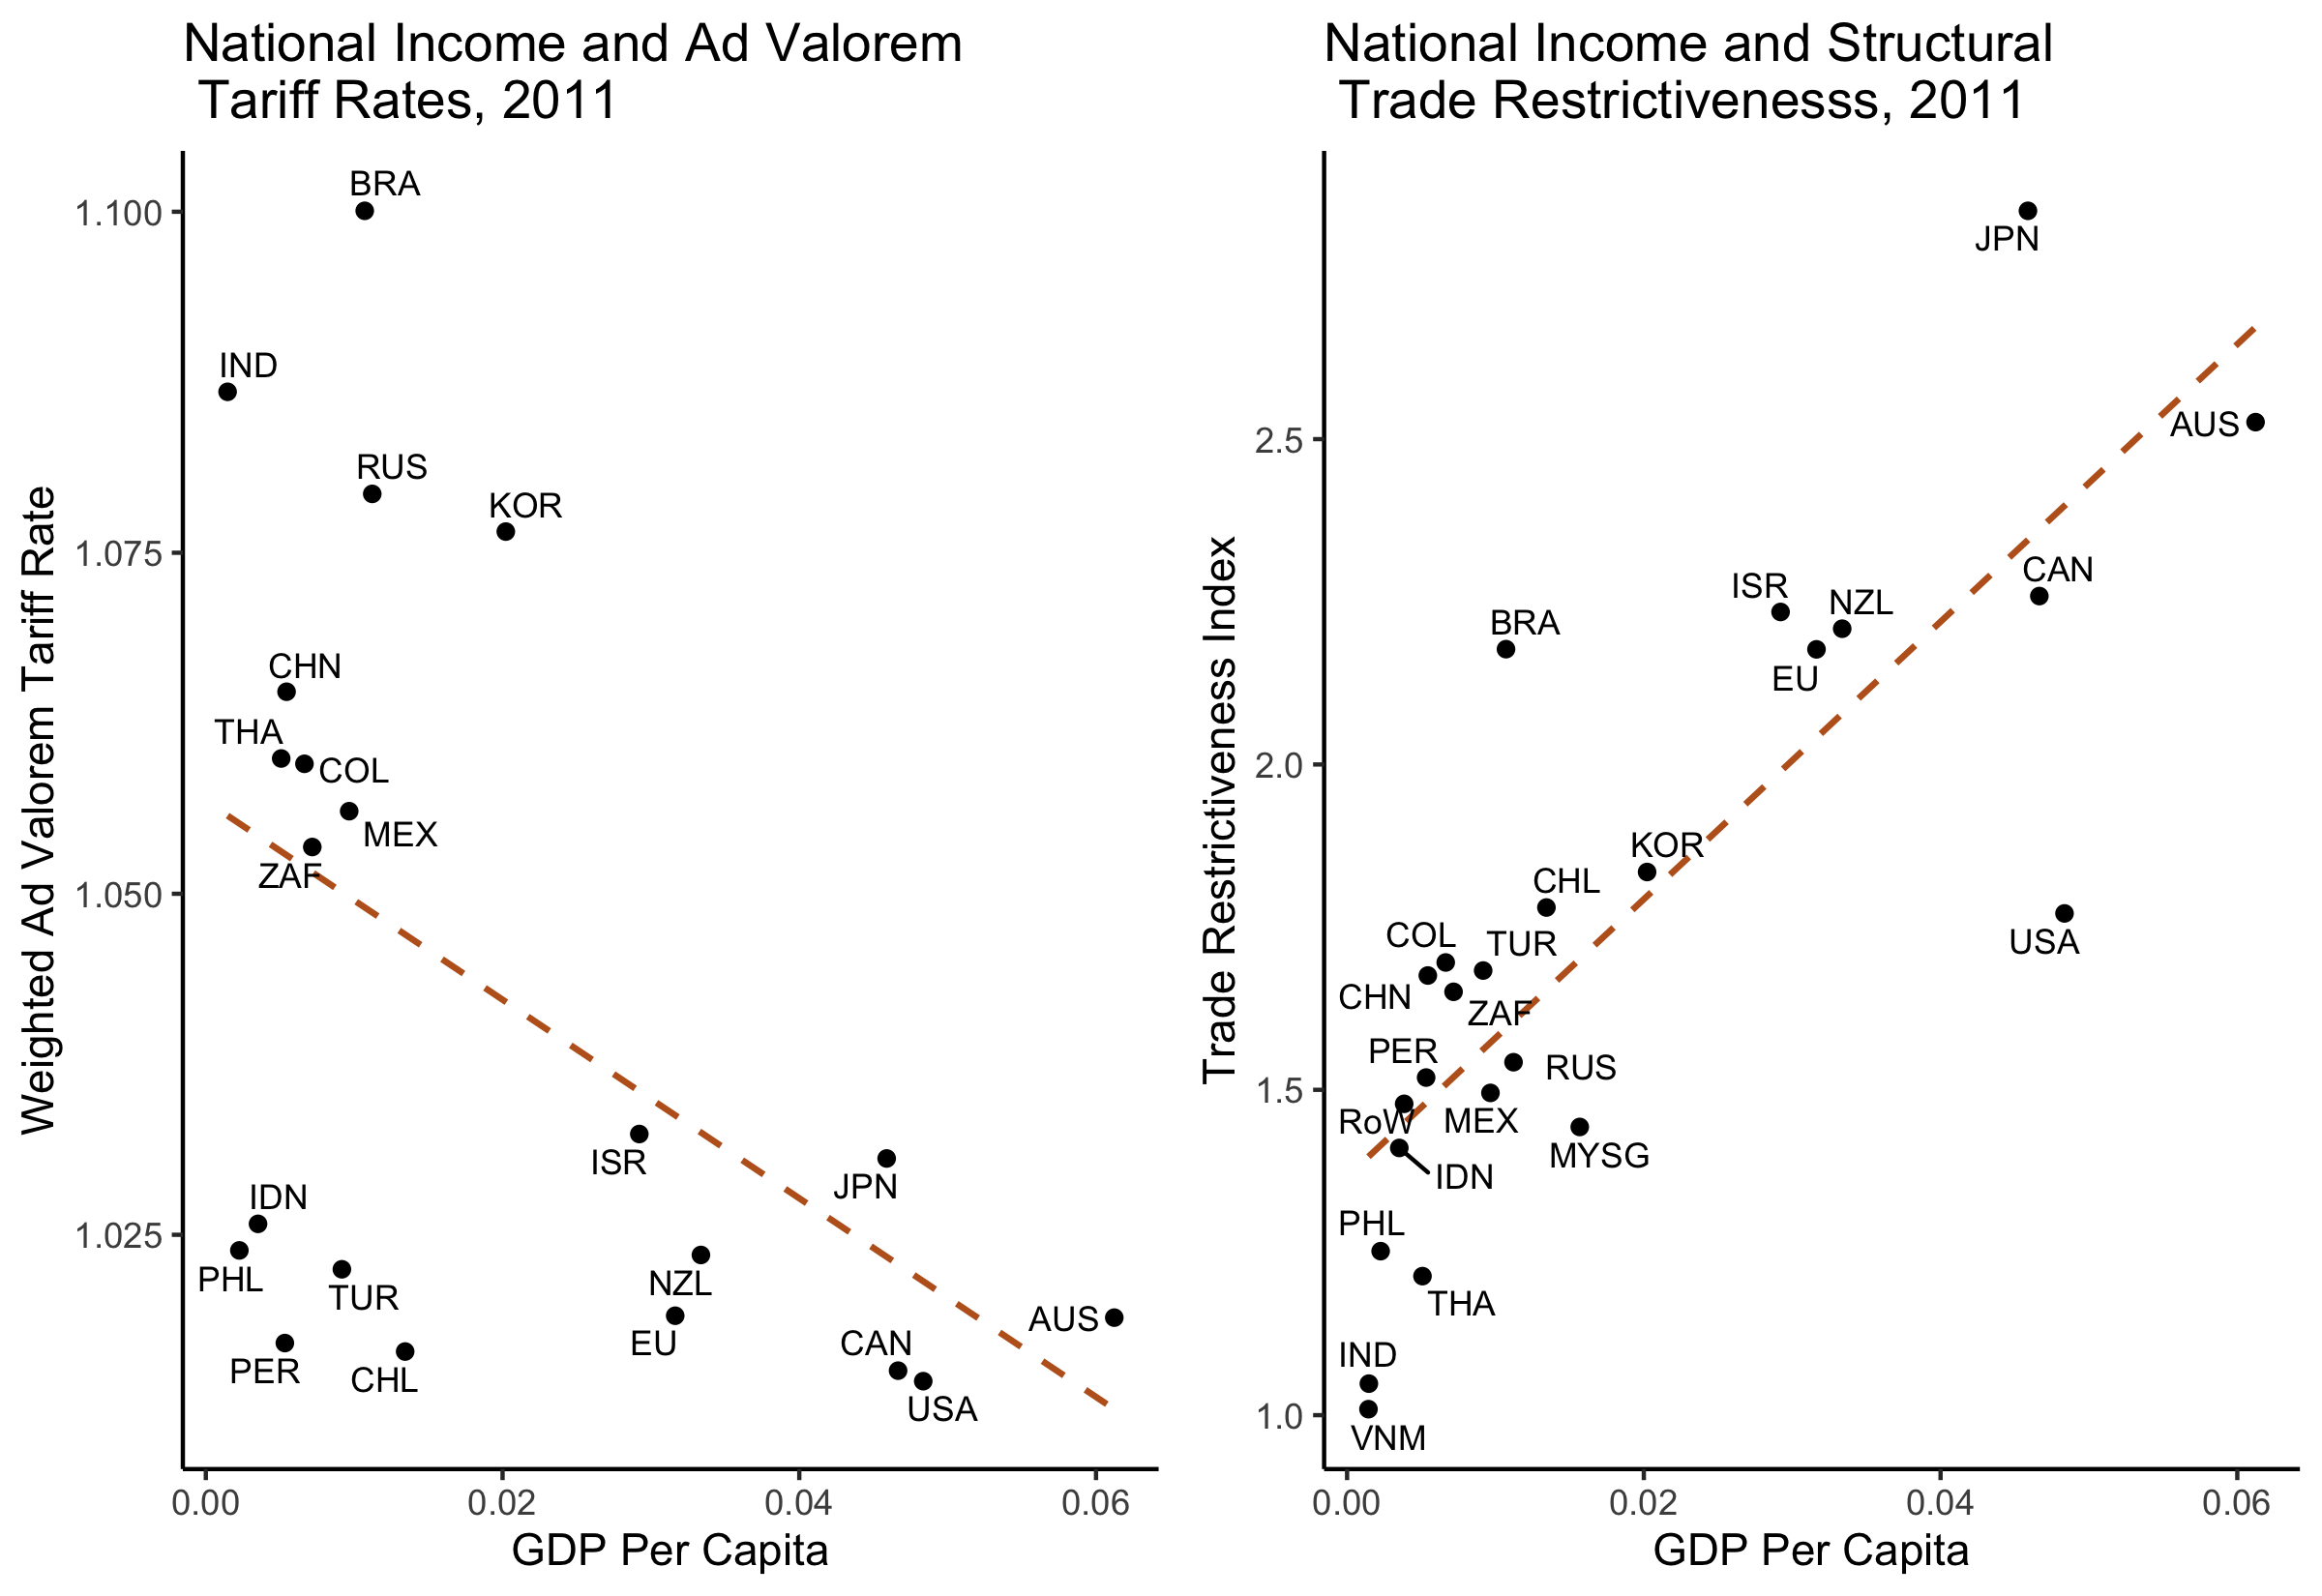 National Income and Ad Valorem
Tariff Rates, 2011
Weighted Ad Valorem Tariff Rate
1.100
1.075
1.050
1.025
BRA
IND
RUS
KOR
CHN
THA
COL
MEX
ZAF
ISR
JPN
IDN
PHL
TUR
NZL
PER
CHL
EU
CAN
AUS
USA
0.00 0.02 0.04 0.06
GDP Per Capita
National Income and Structural
Trade Restrictivenesss, 2011
Trade Restrictiveness Index
2.5
2.0
1.5
1.0
JPN
AUS
CAN
ISR
NZL
BRA
EU
KOR
CHL
USA
COL
TUR
CHN
ZAF
PER
RUS
RoW
MEX
MYSG
IDN
PHL
THA
IND
VNM
0.00 0.02 0.04 0.06
GDP Per Capita